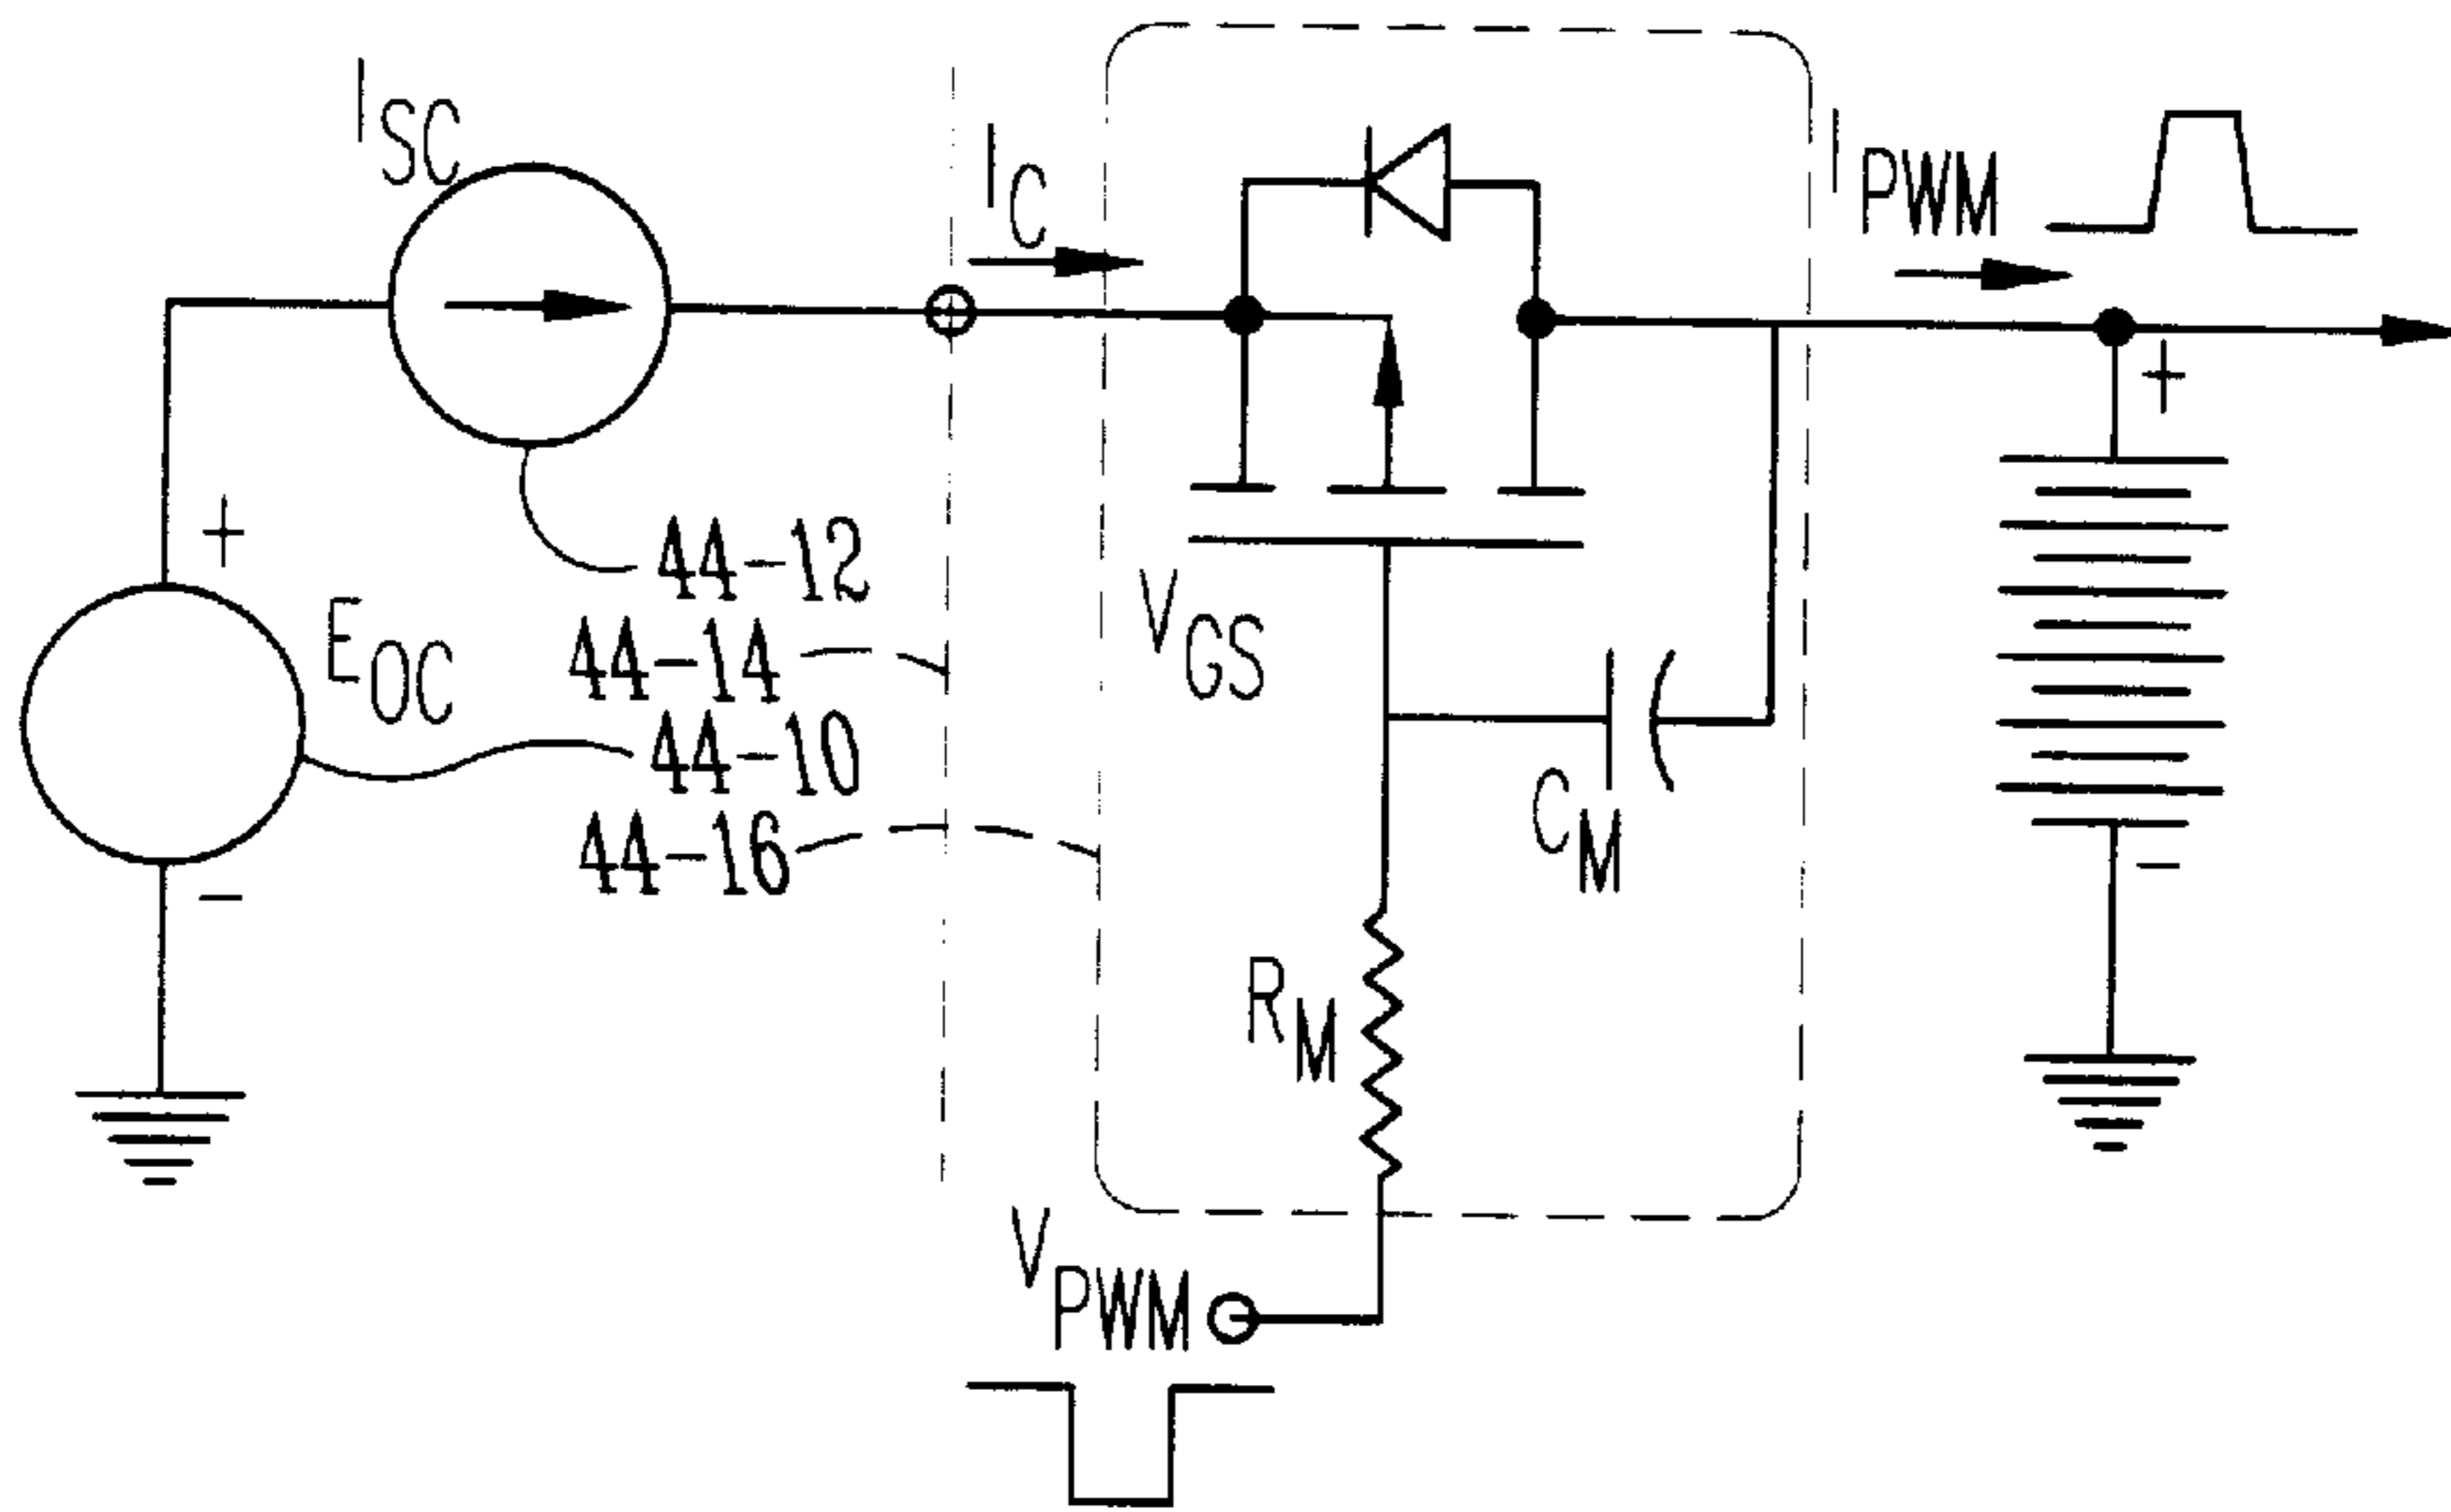 I_SC
I_C
I_PWM
+
+
44-12
E_OC
44-14
V_GS
44-10
C_M
44-16
−
−
R_M
V_PWM